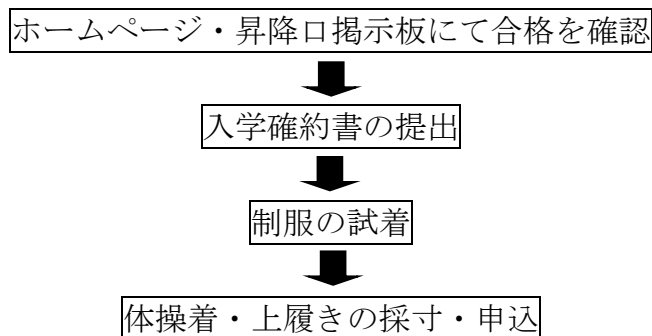 ホームページ・昇降口掲示板にて合格を確認
入学確約書の提出
制服の試着
体操着・上履きの採寸・申込